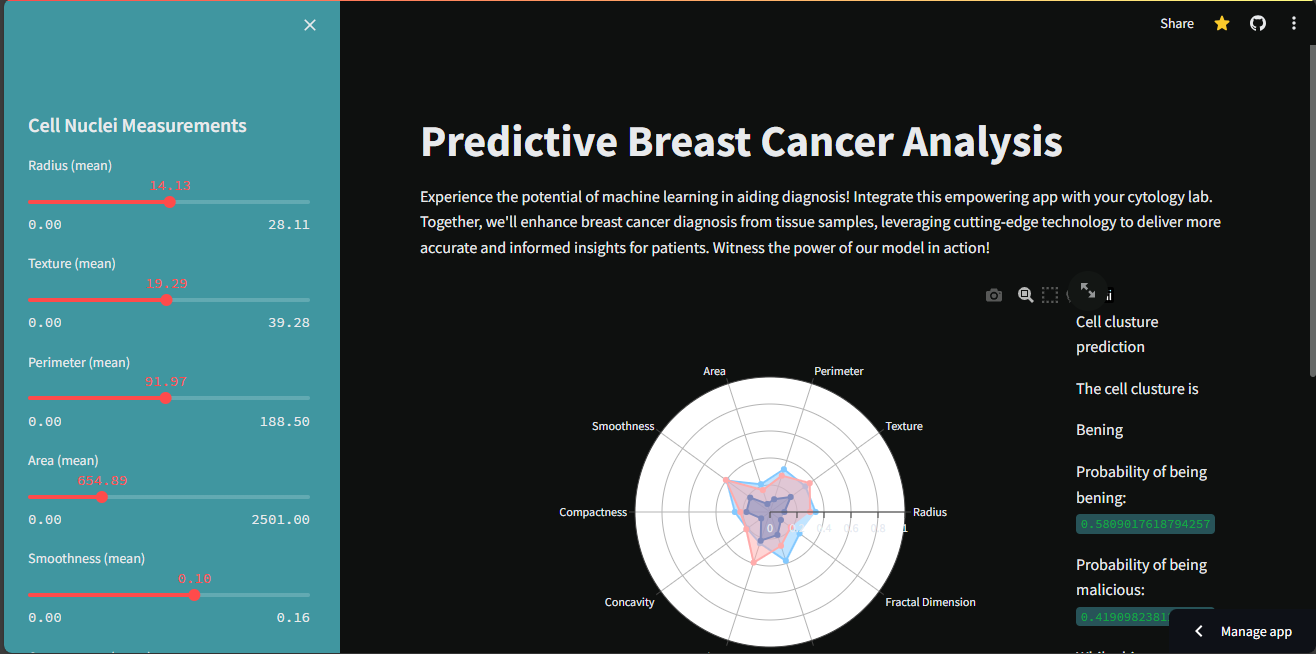 Share
Cell Nuclei Measurements
Radius (mean)
14.13
0.00 28.11
Texture (mean)
19.29
0.00 39.28
Perimeter (mean)
91.97
0.00 188.50
Area (mean)
654.89
0.00 2501.00
Smoothness (mean)
0.10
0.00 0.16
Predictive Breast Cancer Analysis
Experience the potential of machine learning in aiding diagnosis! Integrate this empowering app with your cytology lab.
Together, we'll enhance breast cancer diagnosis from tissue samples, leveraging cutting-edge technology to deliver more
accurate and informed insights for patients. Witness the power of our model in action!
Area
Perimeter
Smoothness
Texture
Compactness
Radius
0 0.4 0.6 0.8 1
Concavity
Fractal Dimension
Cell clusture
prediction
The cell clusture is
Bening
Probability of being
bening:
0.5809017618794257
Probability of being
malicious:
0.419098238
Manage app